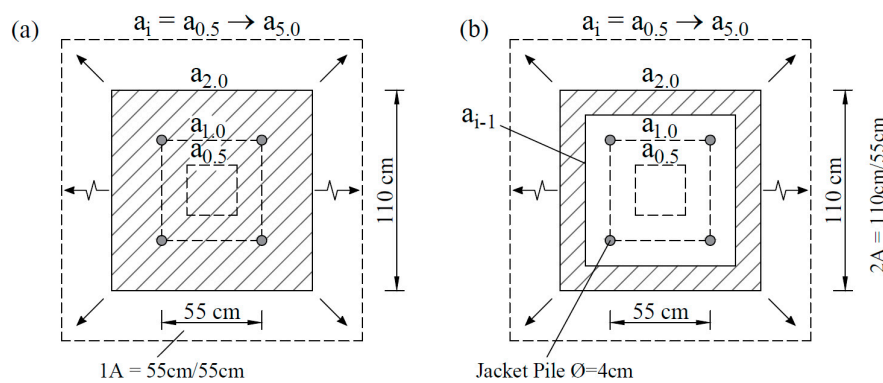 (a)
aᵢ = a₀.₅ → a₅.₀
a₂.₀
a₁.₀
a₀.₅
110 cm
55 cm
1A = 55cm/55cm
(b)
aᵢ = a₀.₅ → a₅.₀
a₂.₀
aᵢ₋₁
a₁.₀
a₀.₅
110 cm
2A = 110cm/55cm
55 cm
Jacket Pile Ø=4cm